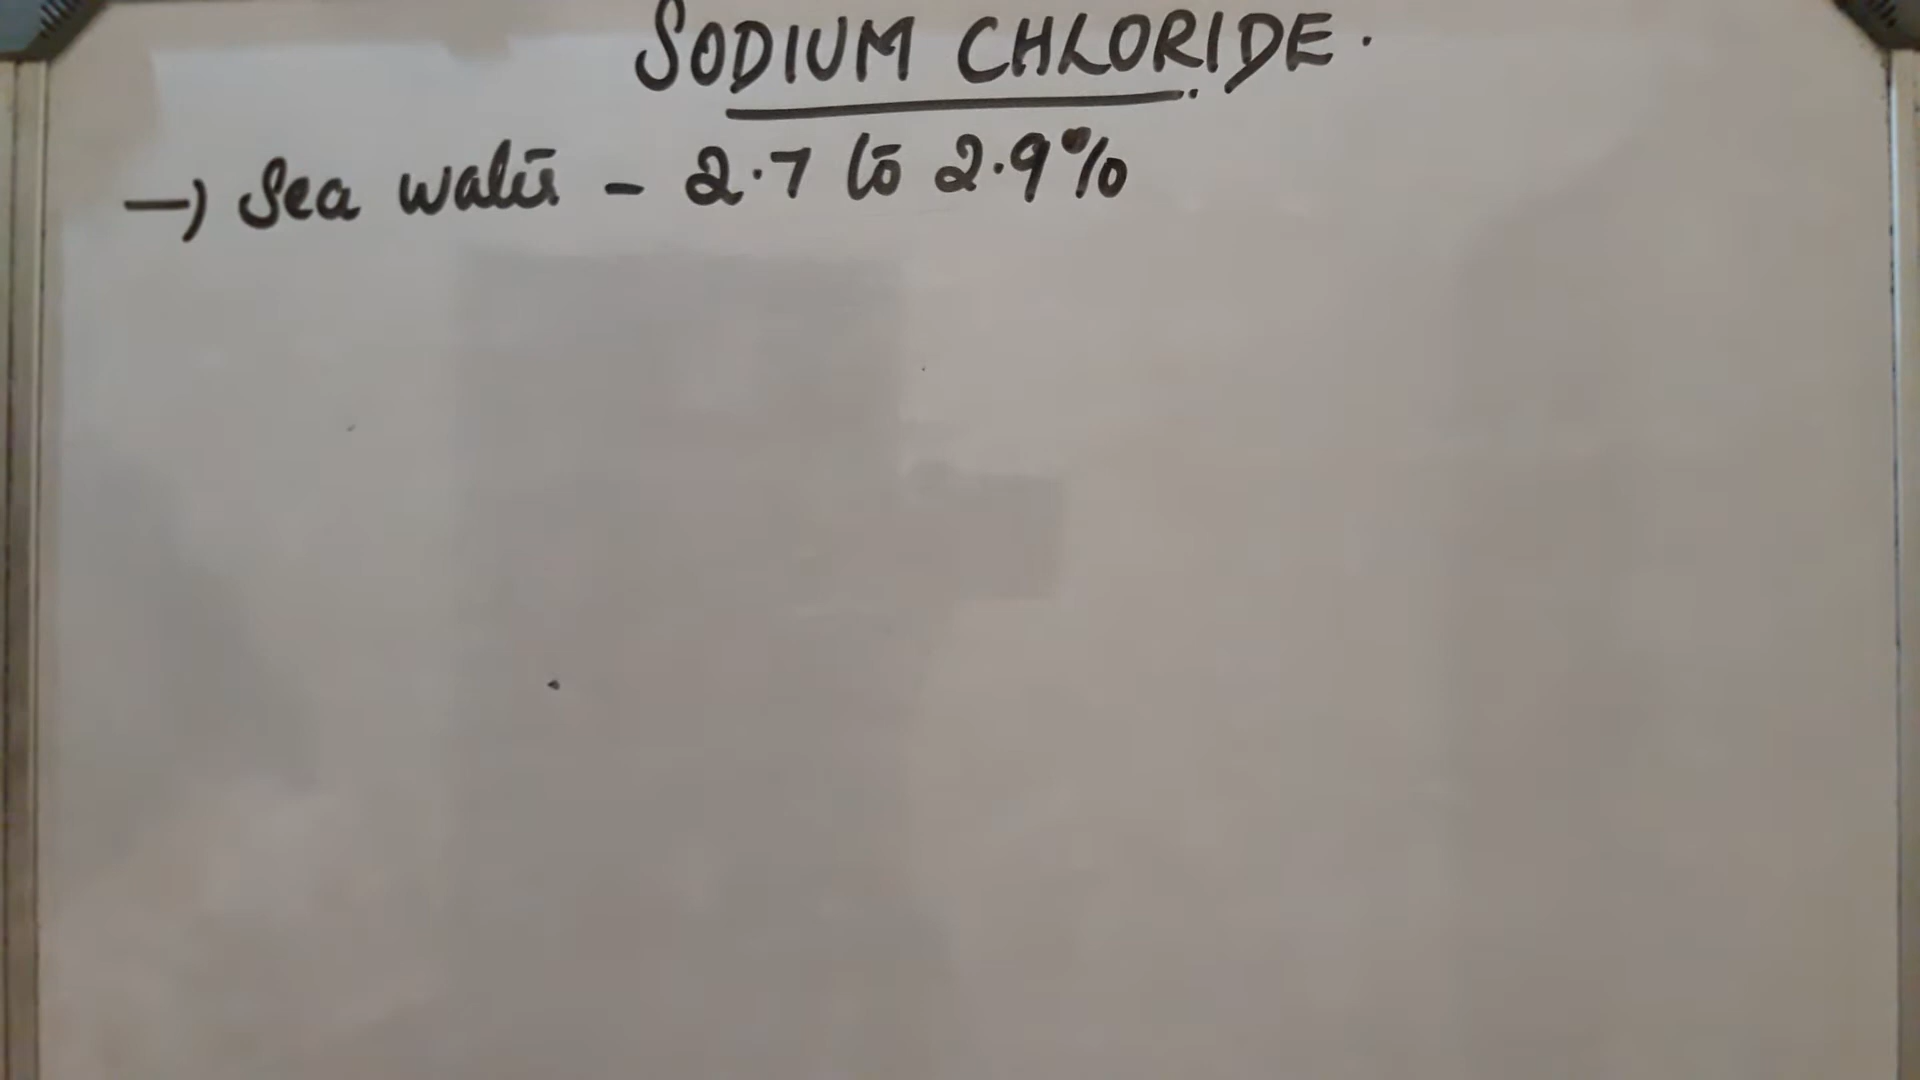 SODIUM CHLORIDE.
→ Sea water - 2.7 to 2.9%